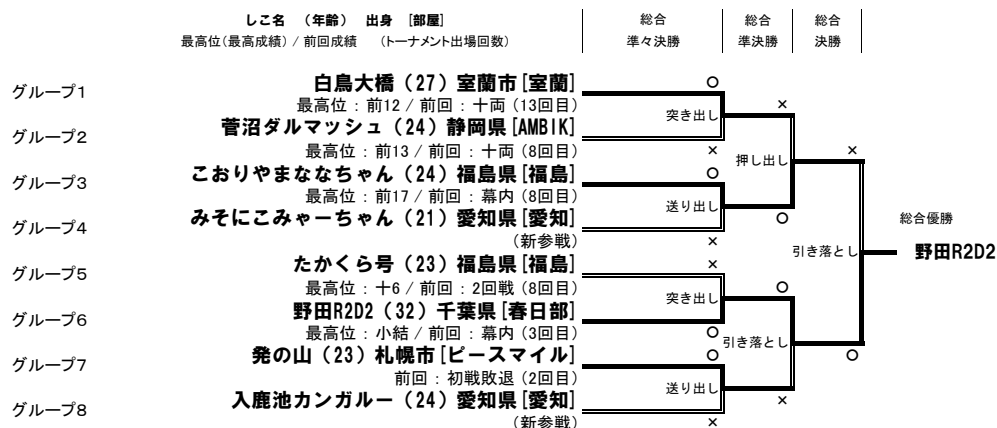 しこ名　（年齢）　出身　[部屋]
最高位(最高成績) / 前回成績　（トーナメント出場回数）
総合
準々決勝
総合
準決勝
総合
決勝
グループ1
白鳥大橋（27）室蘭市[室蘭]
最高位：前12 / 前回：十両（13回目）
○
突き出し
×
グループ2
菅沼ダルマッシュ（24）静岡県[AMBIK]
最高位：前13 / 前回：十両（8回目）
×
押し出し
×
グループ3
こおりやまななちゃん（24）福島県[福島]
最高位：前17 / 前回：幕内（8回目）
○
送り出し
○
グループ4
みそにこみゃーちゃん（21）愛知県[愛知]
（新参戦）
×
引き落とし
総合優勝
野田R2D2
グループ5
たかくら号（23）福島県[福島]
最高位：十6 / 前回：2回戦（8回目）
×
突き出し
○
グループ6
野田R2D2（32）千葉県[春日部]
最高位：小結 / 前回：幕内（3回目）
○
引き落とし
○
グループ7
発の山（23）札幌市[ピースマイル]
前回：初戦敗退（2回目）
○
送り出し
×
グループ8
入鹿池カンガルー（24）愛知県[愛知]
（新参戦）
×